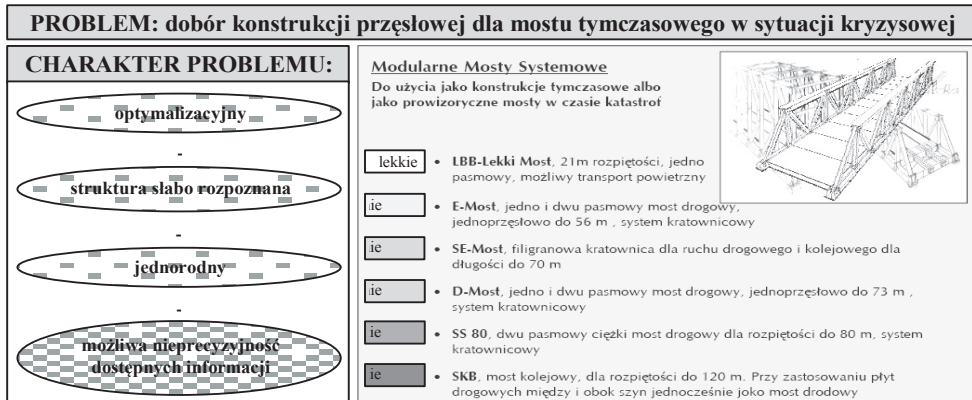 PROBLEM: dobór konstrukcji przęsłowej dla mostu tymczasowego w sytuacji kryzysowej
CHARAKTER PROBLEMU:
optymalizacyjny
-
struktura słabo rozpoznana
-
jednorodny
-
możliwa nieprecyzyjność
dostępnych informacji
Modularne Mosty Systemowe
Do użycia jako konstrukcje tymczasowe albo
jako prowizoryczne mosty w czasie katastrof
lekkie • LBB-Lekki Most, 21m rozpiętości, jedno
pasmowy, możliwy transport powietrzny
ie • E-Most, jedno i dwu pasmowy most drogowy,
jednoprzęsłowo do 56 m , system kratownicowy
ie • SE-Most, filigranowa kratownica dla ruchu drogowego i kolejowego dla
długości do 70 m
ie • D-Most, jedno i dwu pasmowy most drogowy, jednoprzęsłowo do 73 m ,
system kratownicowy
ie • SS 80, dwu pasmowy ciężki most drogowy dla rozpiętości do 80 m, system
kratownicowy
ie • SKB, most kolejowy, dla rozpiętości do 120 m. Przy zastosowaniu płyt
drogowych między i obok szyn jednocześnie joko most drodowy